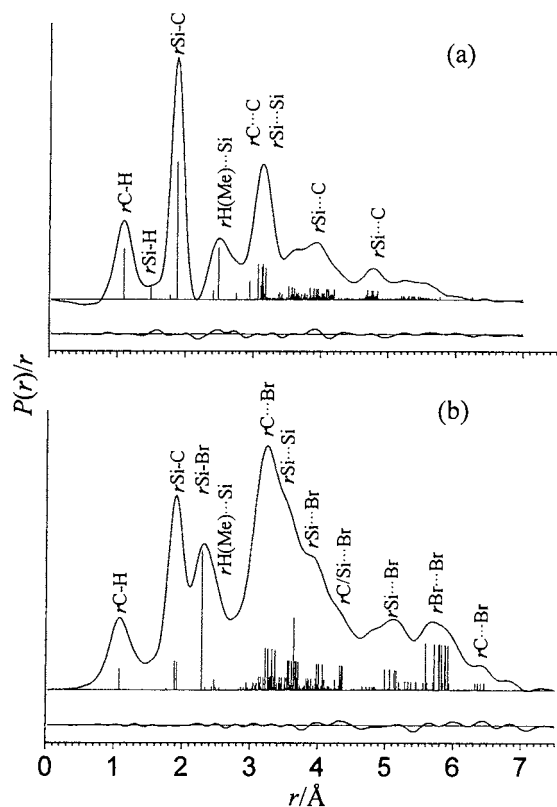 (a)
rC-H
rSi-H
rSi-C
rH(Me)···Si
rC···C
rSi···Si
rSi···C
rSi···C
P(r)/r
(b)
rC-H
rSi-C
rSi-Br
rH(Me)···Si
rC···Br
rSi···Si
rSi···Br
rC/Si···Br
rSi···Br
rBr···Br
rC···Br
0 1 2 3 4 5 6 7
r/Å